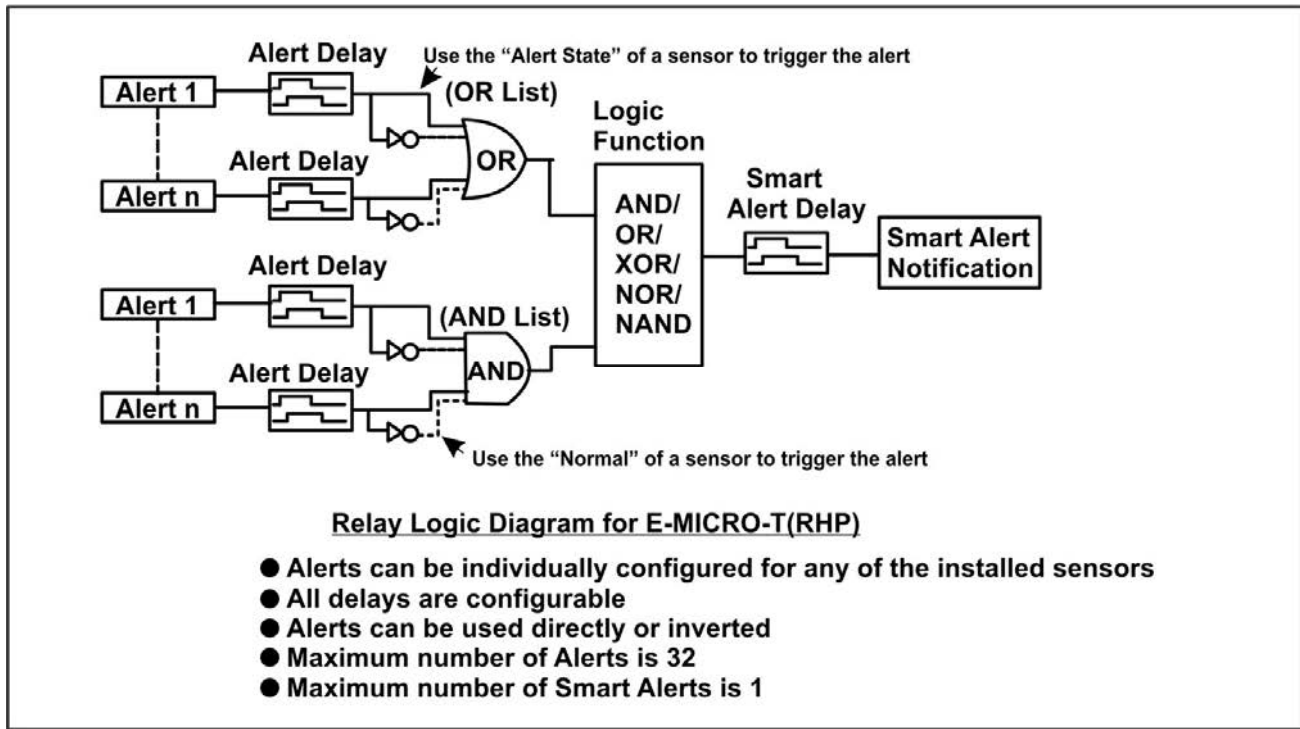 Alert Delay
Use the “Alert State” of a sensor to trigger the alert
Alert 1
(OR List)
Alert Delay
OR
Alert n
Logic
Function
AND/
OR/
XOR/
NOR/
NAND
Smart
Alert Delay
Smart Alert
Notification
Alert Delay
Alert 1
(AND List)
Alert Delay
AND
Alert n
Use the “Normal” of a sensor to trigger the alert
Relay Logic Diagram for E-MICRO-T(RHP)
● Alerts can be individually configured for any of the installed sensors
● All delays are configurable
● Alerts can be used directly or inverted
● Maximum number of Alerts is 32
● Maximum number of Smart Alerts is 1